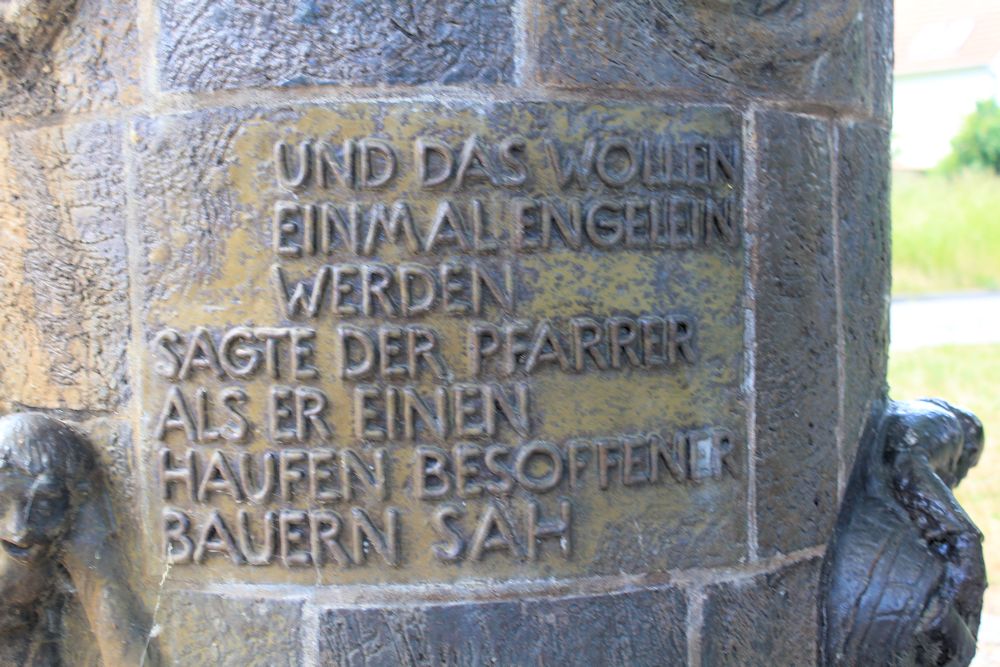 UND DAS WOLLEN
EINMAL ENGELEIN
WERDEN
SAGTE DER PFARRER
ALS ER EINEN
HAUFEN BESOFFENER
BAUERN SAH